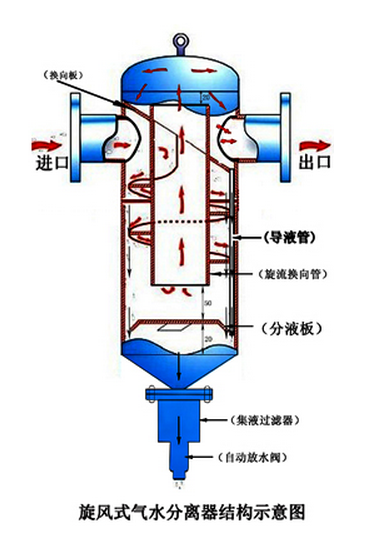 (换向板)
20
进口
出口
(导液管)
(旋流换向管)
50
(分液板)
20
(集液过滤器)
(自动放水阀)
旋风式气水分离器结构示意图